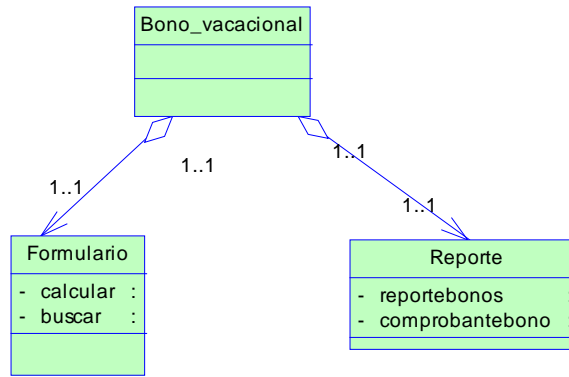 Bono_vacacional
1..1
1..1
1..1
1..1
Formulario
- calcular :
- buscar :
Reporte
- reportebonos :
- comprobantebono :